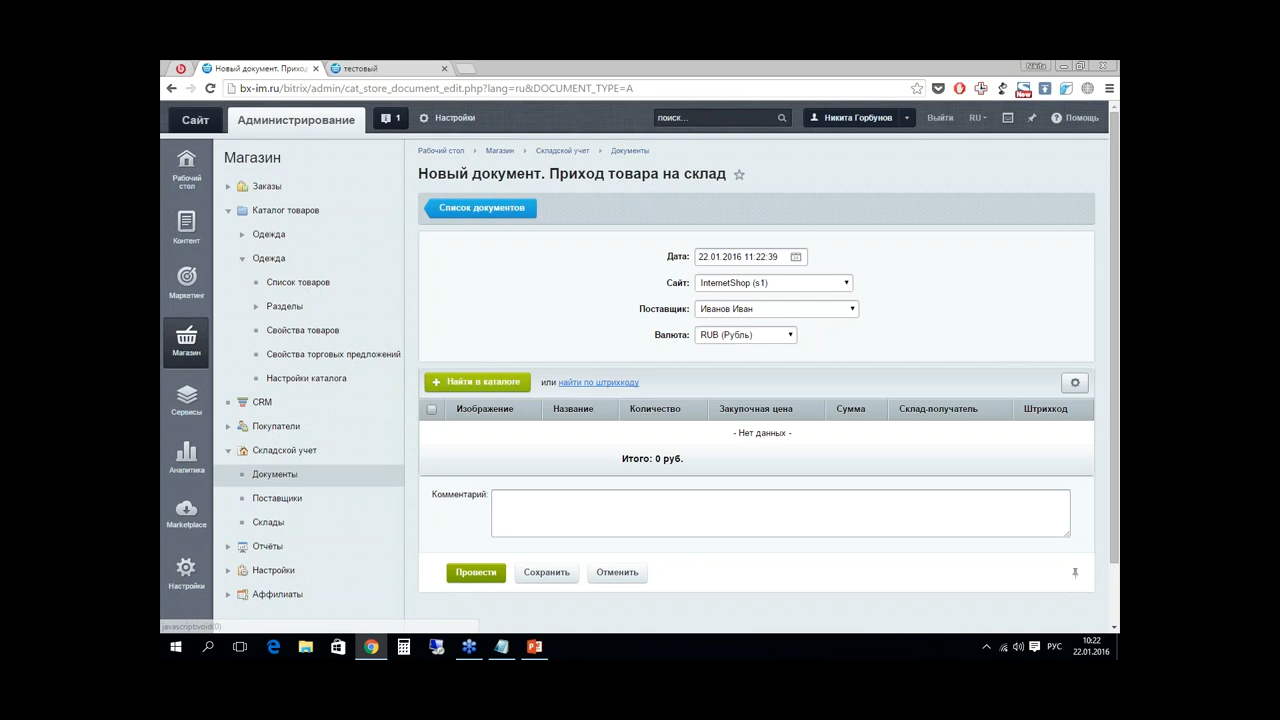 Новый документ. Приход
тестовый
Nikita
bx-im.ru/bitrix/admin/cat_store_document_edit.php?lang=ru&DOCUMENT_TYPE=A
New
Сайт
Администрирование
1
Настройки
поиск...
Никита Горбунов
Выйти
RU
Помощь
Рабочий стол
Магазин
Складской учет
Документы
Новый документ. Приход товара на склад
Список документов
Дата: 22.01.2016 11:22:39
Сайт: InternetShop (s1)
Поставщик: Иванов Иван
Валюта: RUB (Рубль)
Найти в каталоге или найти по штрихкоду
Изображение Название Количество Закупочная цена Сумма Склад-получатель Штрихкод
- Нет данных -
Итого: 0 руб.
Комментарий:
Провести Сохранить Отменить
Рабочий
стол
Контент
Маркетинг
Магазин
Сервисы
Аналитика
Marketplace
Настройки
Магазин
Заказы
Каталог товаров
Одежда
Одежда
Список товаров
Разделы
Свойства товаров
Свойства торговых предложений
Настройки каталога
CRM
Покупатели
Складской учет
Документы
Поставщики
Склады
Отчёты
Настройки
Аффилиаты
javascript:void(0)
РУС
10:22
22.01.2016